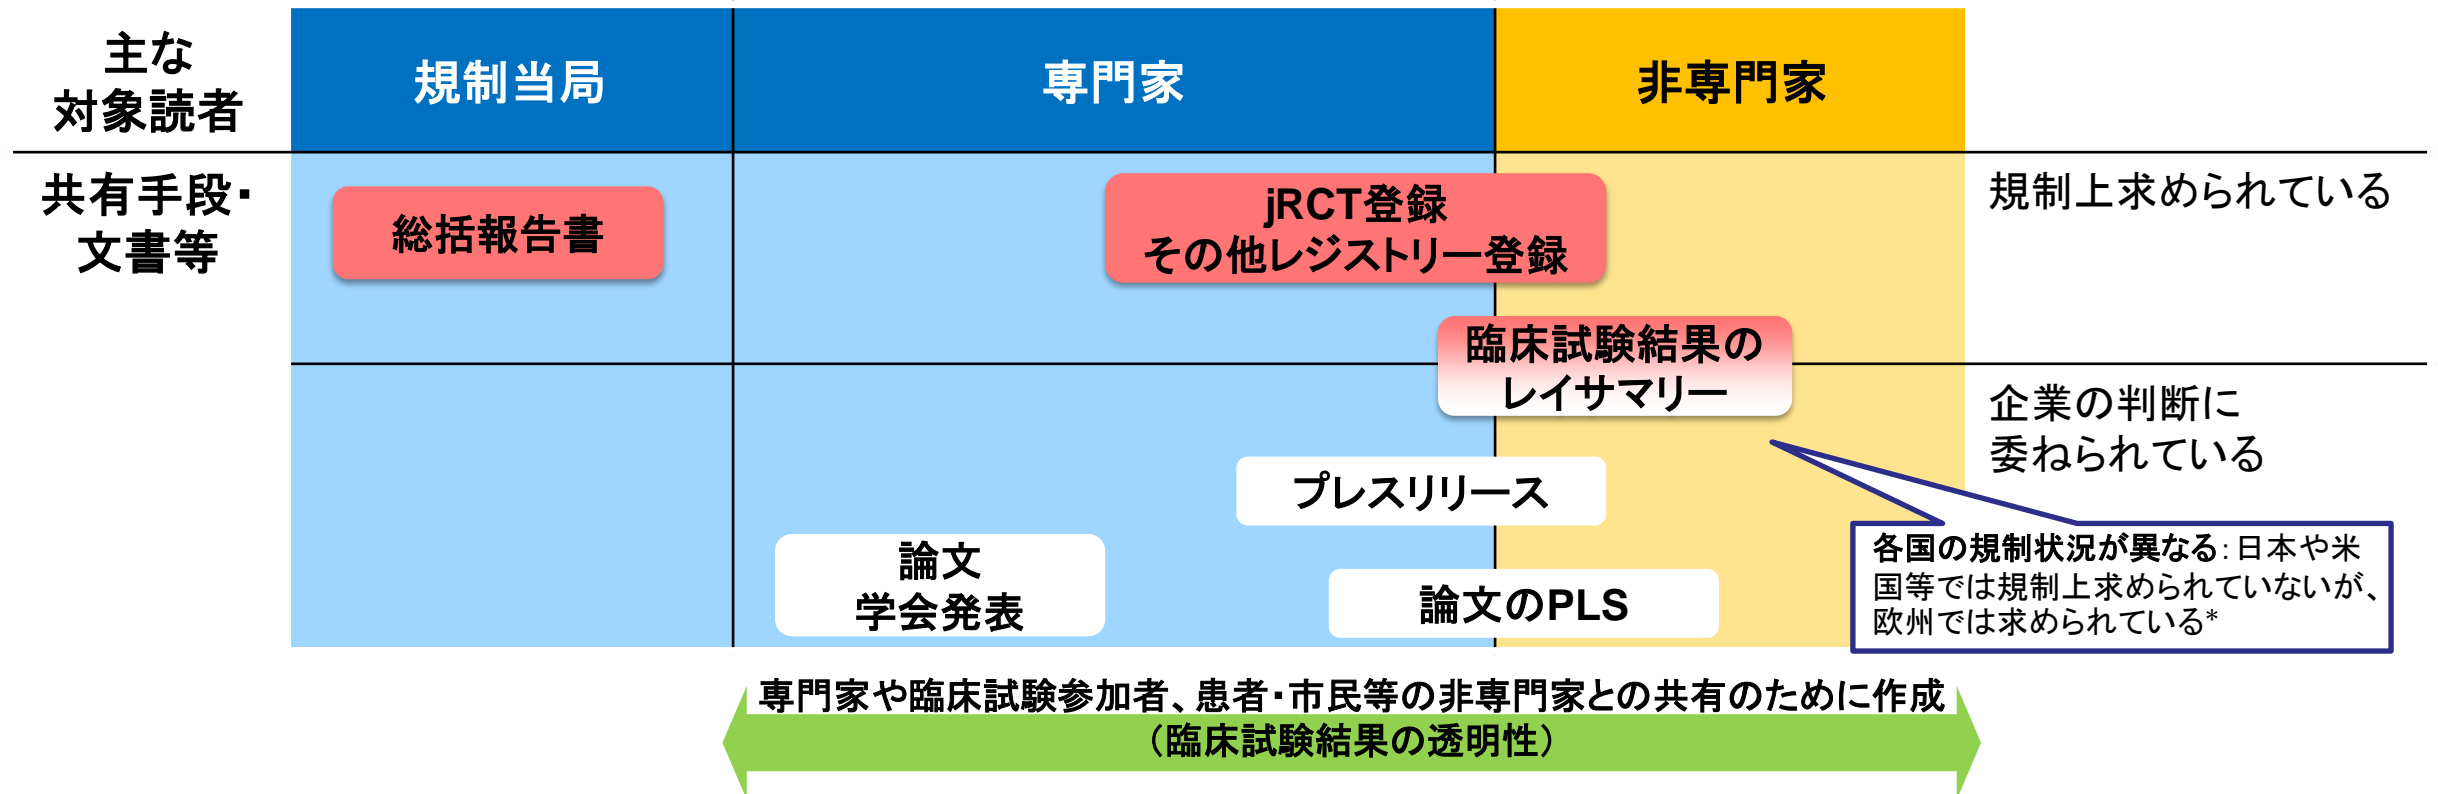 主な
対象読者
規制当局
専門家
非専門家
共有手段・
文書等
総括報告書
jRCT登録
その他レジストリー登録
規制上求められている
臨床試験結果の
レイサマリー
企業の判断に
委ねられている
プレスリリース
論文
学会発表
論文のPLS
各国の規制状況が異なる：日本や米
国等では規制上求められていないが、
欧州では求められている*
専門家や臨床試験参加者、患者・市民等の非専門家との共有のために作成
（臨床試験結果の透明性）